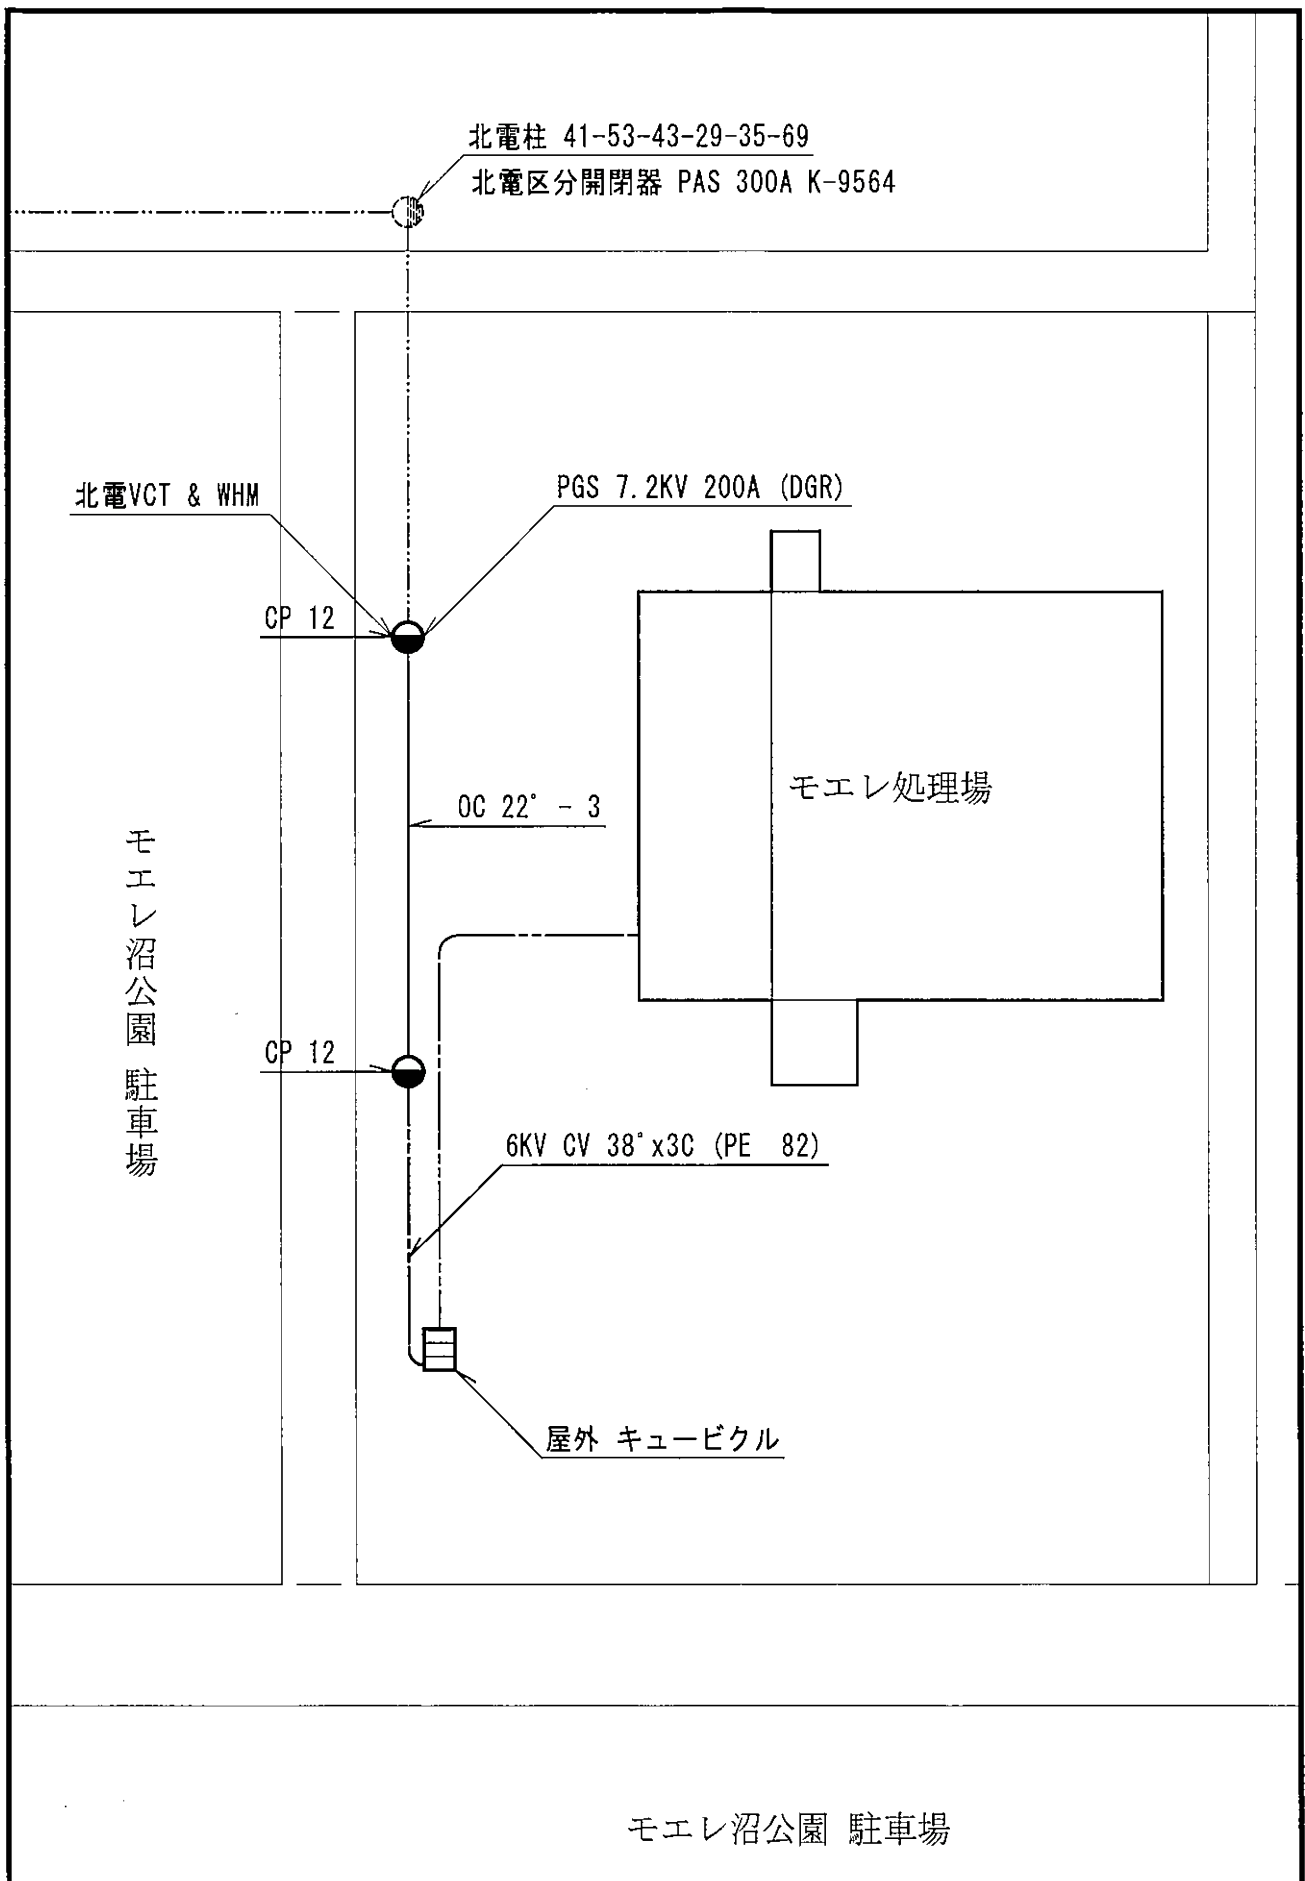 北電柱 41-53-43-29-35-69
北電区分開閉器 PAS 300A K-9564
北電VCT & WHM
PGS 7.2KV 200A (DGR)
CP 12
モエレ処理場
OC 22° - 3
モエレ沼公園 駐車場
CP 12
6KV CV 38°x3C (PE 82)
屋外 キュービクル
モエレ沼公園 駐車場